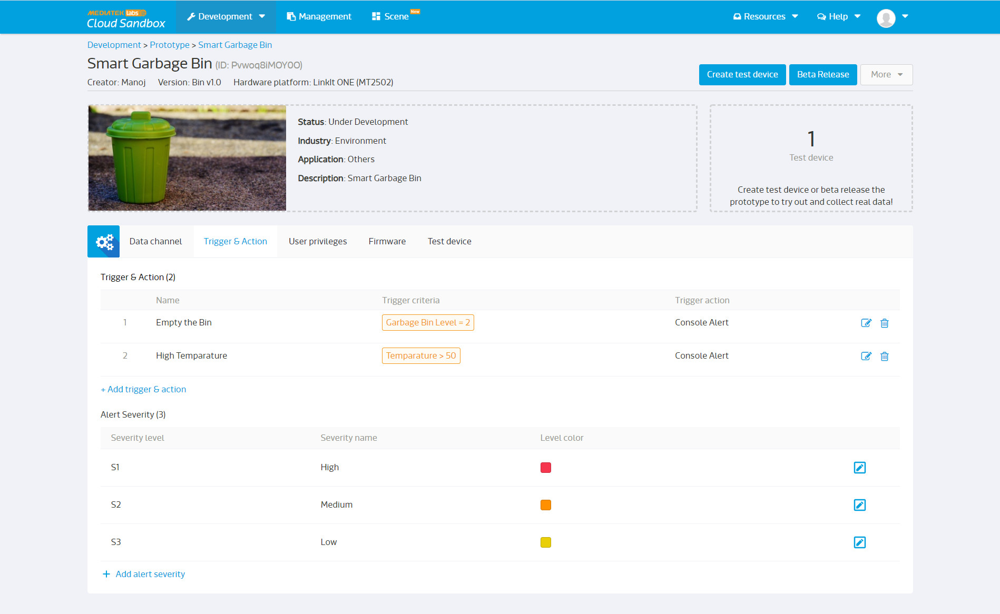 MEDIATEK labs
Cloud Sandbox
Development
Management
Scene
New
Resources
Help
Development > Prototype > Smart Garbage Bin
Smart Garbage Bin (ID: Pvwoq8iMOY0O)
Creator: Manoj Version: Bin v1.0 Hardware platform: LinkIt ONE (MT2502)
Create test device
Beta Release
More
Status: Under Development
Industry: Environment
Application: Others
Description: Smart Garbage Bin
1
Test device
Create test device or beta release the
prototype to try out and collect real data!
Data channel
Trigger & Action
User privileges
Firmware
Test device
Trigger & Action (2)
Name Trigger criteria Trigger action
1 Empty the Bin Garbage Bin Level = 2 Console Alert
2 High Temparature Temparature > 50 Console Alert
+ Add trigger & action
Alert Severity (3)
Severity level Severity name Level color
S1 High
S2 Medium
S3 Low
+ Add alert severity